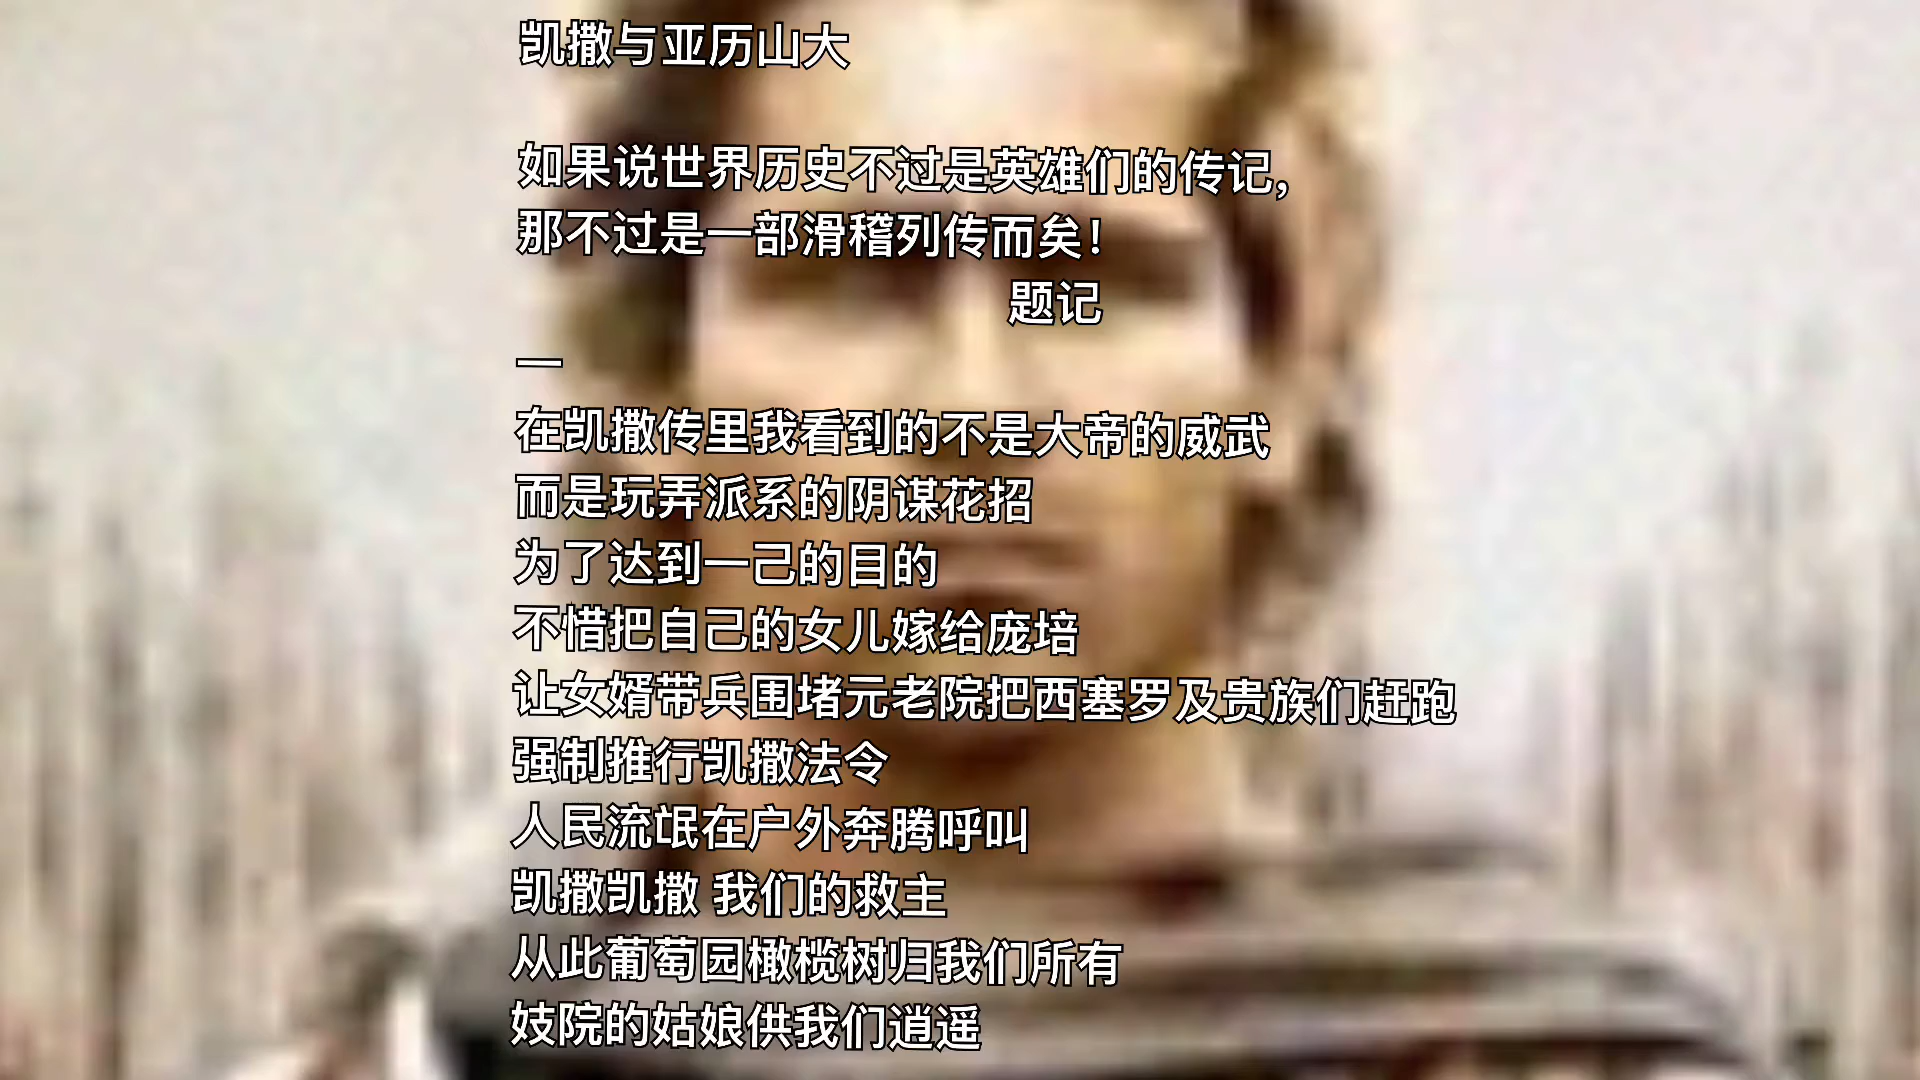 凯撒与亚历山大
如果说世界历史不过是英雄们的传记，
那不过是一部滑稽列传而矣！
题记
一
在凯撒传里我看到的不是大帝的威武
而是玩弄派系的阴谋花招
为了达到一己的目的
不惜把自己的女儿嫁给庞培
让女婿带兵围堵元老院把西塞罗及贵族们赶跑
强制推行凯撒法令
人民流氓在户外奔腾呼叫
凯撒凯撒 我们的救主
从此葡萄园橄榄树归我们所有
妓院的姑娘供我们逍遥